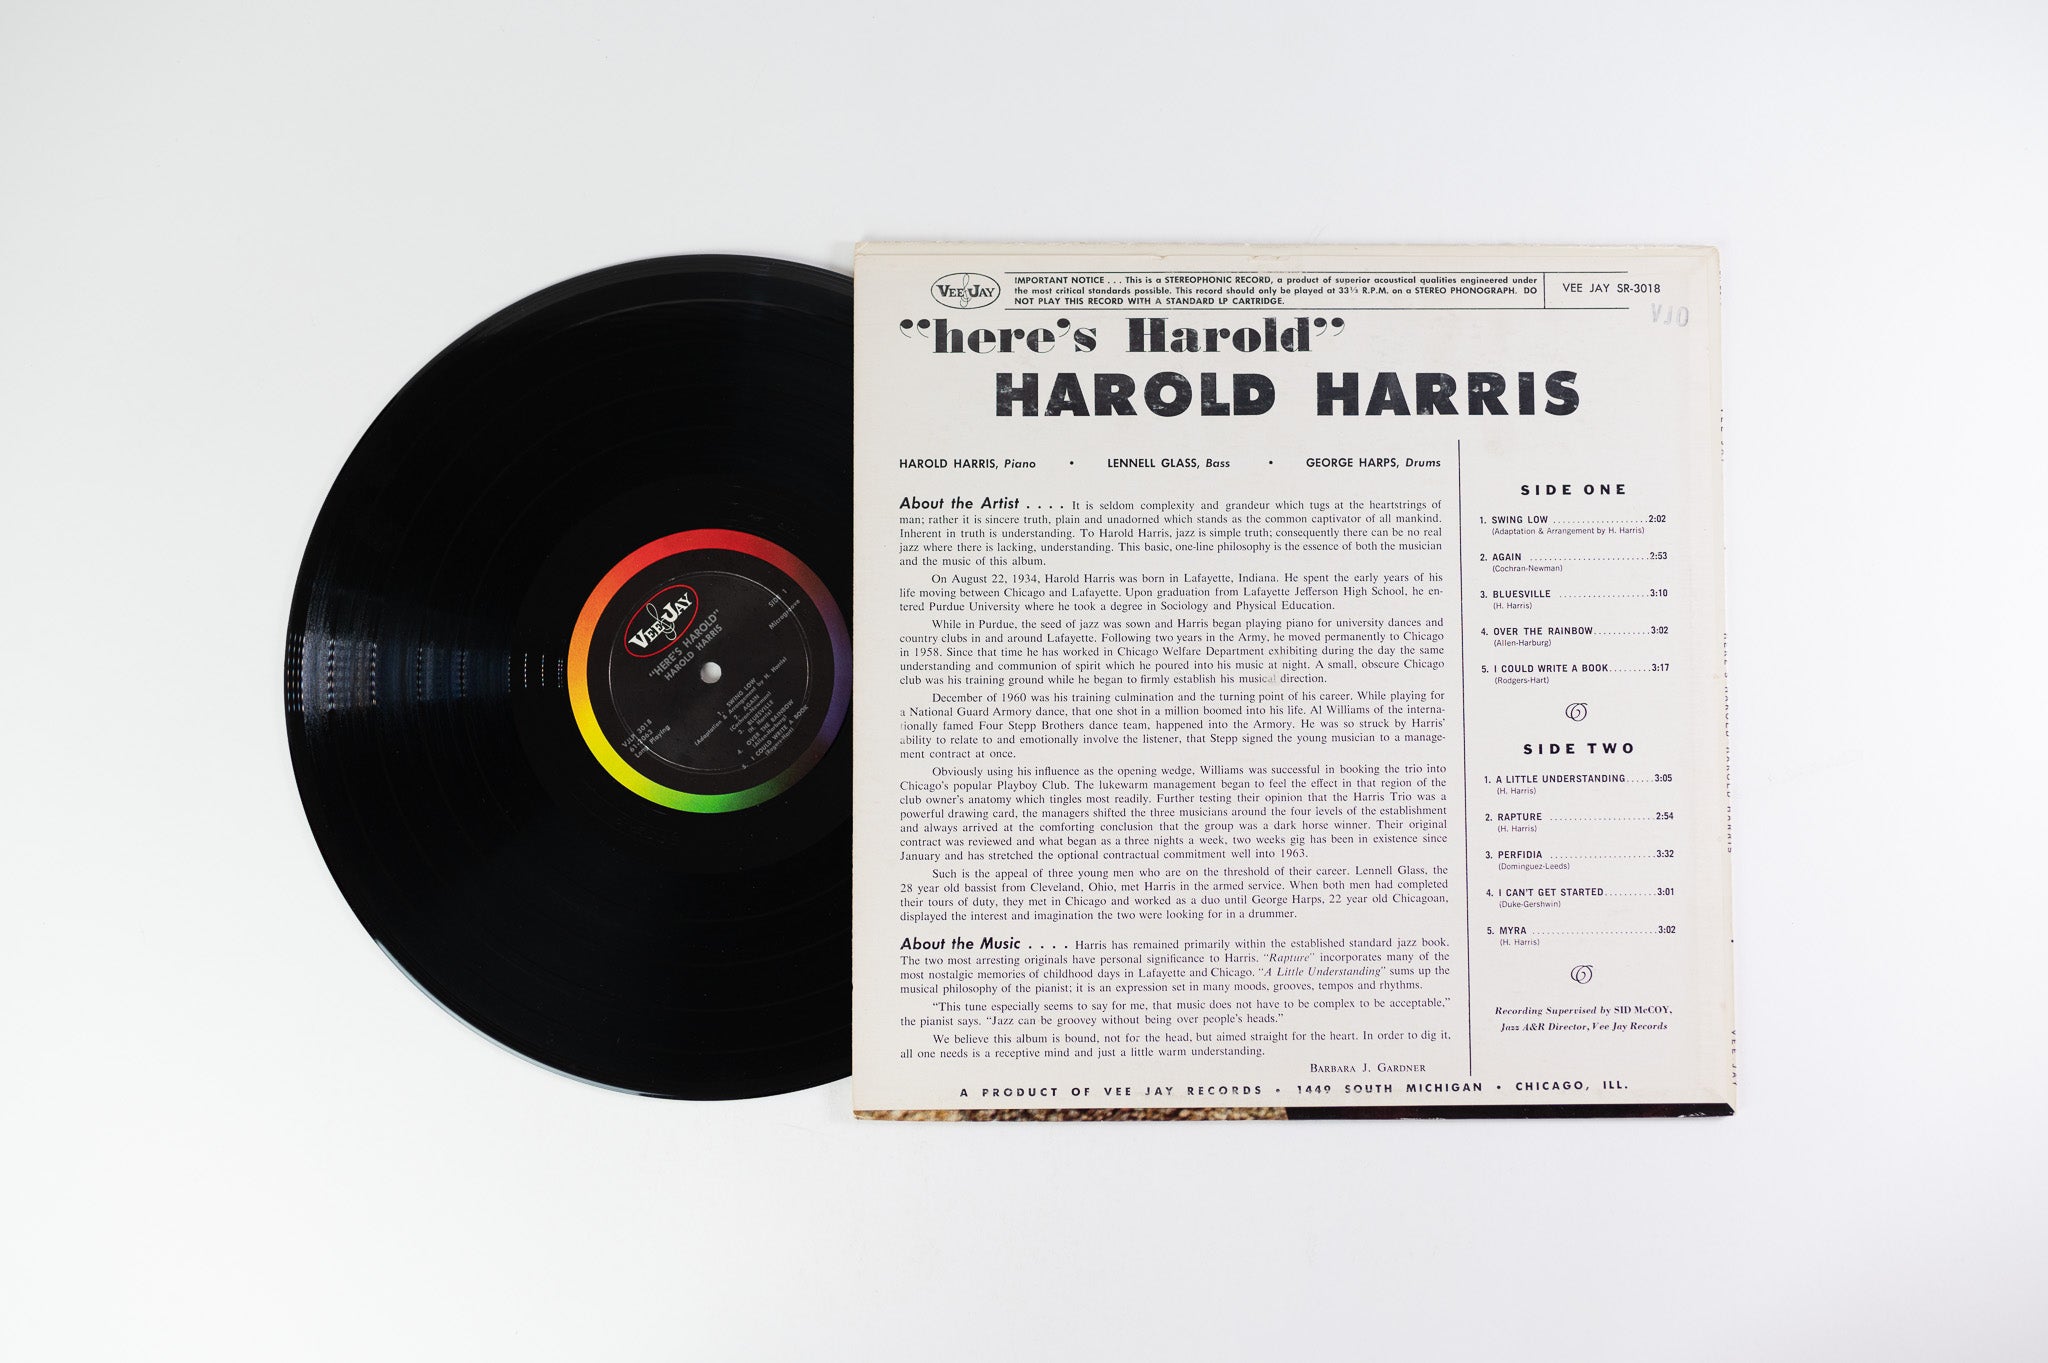 VEE JAY
"HERE'S HAROLD"
HAROLD HARRIS
SIDE 1
Microgroove
VJLP 3018
61-2063
Long Playing
1. SWING LOW
(Adaptation & Arrangement by H. Harris)
2. AGAIN
(Cochran-Newman)
3. BLUESVILLE
(H. Harris)
4. OVER THE RAINBOW
(Allen-Harburg)
5. I COULD WRITE A BOOK
(Rogers-Hart)
VEE JAY
IMPORTANT NOTICE . . . This is a STEREOPHONIC RECORD, a product of superior acoustical qualities engineered under
the most critical standards possible. This record should only be played at 33⅓ R.P.M. on a STEREO PHONOGRAPH. DO
NOT PLAY THIS RECORD WITH A STANDARD LP CARTRIDGE.
VEE JAY SR-3018
VJO
"here's Harold"
HAROLD HARRIS
HAROLD HARRIS, Piano • LENNELL GLASS, Bass • GEORGE HARPS, Drums
About the Artist . . . . It is seldom complexity and grandeur which tugs at the heartstrings of
man; rather it is sincere truth, plain and unadorned which stands as the common captivator of all mankind.
Inherent in truth is understanding. To Harold Harris, jazz is simple truth; consequently there can be no real
jazz where there is lacking, understanding. This basic, one-line philosophy is the essence of both the musician
and the music of this album.
On August 22, 1934, Harold Harris was born in Lafayette, Indiana. He spent the early years of his
life moving between Chicago and Lafayette. Upon graduation from Lafayette Jefferson High School, he en-
tered Purdue University where he took a degree in Sociology and Physical Education.
While in Purdue, the seed of jazz was sown and Harris began playing piano for university dances and
country clubs in and around Lafayette. Following two years in the Army, he moved permanently to Chicago
in 1958. Since that time he has worked in Chicago Welfare Department exhibiting during the day the same
understanding and communion of spirit which he poured into his music at night. A small, obscure Chicago
club was his training ground while he began to firmly establish his musical direction.
December of 1960 was his training culmination and the turning point of his career. While playing for
a National Guard Armory dance, that one shot in a million boomed into his life. Al Williams of the interna-
tionally famed Four Stepp Brothers dance team, happened into the Armory. He was so struck by Harris'
ability to relate to and emotionally involve the listener, that Stepp signed the young musician to a manage-
ment contract at once.
Obviously using his influence as the opening wedge, Williams was successful in booking the trio into
Chicago's popular Playboy Club. The lukewarm management began to feel the effect in that region of the
club owner's anatomy which tingles most readily. Further testing their opinion that the Harris Trio was a
powerful drawing card, the managers shifted the three musicians around the four levels of the establishment
and always arrived at the comforting conclusion that the group was a dark horse winner. Their original
contract was reviewed and what began as a three nights a week, two weeks gig has been in existence since
January and has stretched the optional contractual commitment well into 1963.
Such is the appeal of three young men who are on the threshold of their career. Lennell Glass, the
28 year old bassist from Cleveland, Ohio, met Harris in the armed service. When both men had completed
their tours of duty, they met in Chicago and worked as a duo until George Harps, 22 year old Chicagoan,
displayed the interest and imagination the two were looking for in a drummer.
About the Music . . . . Harris has remained primarily within the established standard jazz book.
The two most arresting originals have personal significance to Harris. "Rapture" incorporates many of the
most nostalgic memories of childhood days in Lafayette and Chicago. "A Little Understanding" sums up the
musical philosophy of the pianist; it is an expression set in many moods, grooves, tempos and rhythms.
"This tune especially seems to say for me, that music does not have to be complex to be acceptable,"
the pianist says. "Jazz can be groovey without being over people's heads."
We believe this album is bound, not for the head, but aimed straight for the heart. In order to dig it,
all one needs is a receptive mind and just a little warm understanding.
BARBARA J. GARDNER
SIDE ONE
1. SWING LOW ....................2:02
(Adaptation & Arrangement by H. Harris)
2. AGAIN .........................2:53
(Cochran-Newman)
3. BLUESVILLE ...................3:10
(H. Harris)
4. OVER THE RAINBOW............3:02
(Allen-Harburg)
5. I COULD WRITE A BOOK.........3:17
(Rodgers-Hart)
SIDE TWO
1. A LITTLE UNDERSTANDING......3:05
(H. Harris)
2. RAPTURE ......................2:54
(H. Harris)
3. PERFIDIA ......................3:32
(Dominguez-Leeds)
4. I CAN'T GET STARTED...........3:01
(Duke-Gershwin)
5. MYRA ..........................3:02
(H. Harris)
Recording Supervised by SID McCOY,
Jazz A&R Director, Vee Jay Records
A PRODUCT OF VEE JAY RECORDS • 1449 SOUTH MICHIGAN • CHICAGO, ILL.